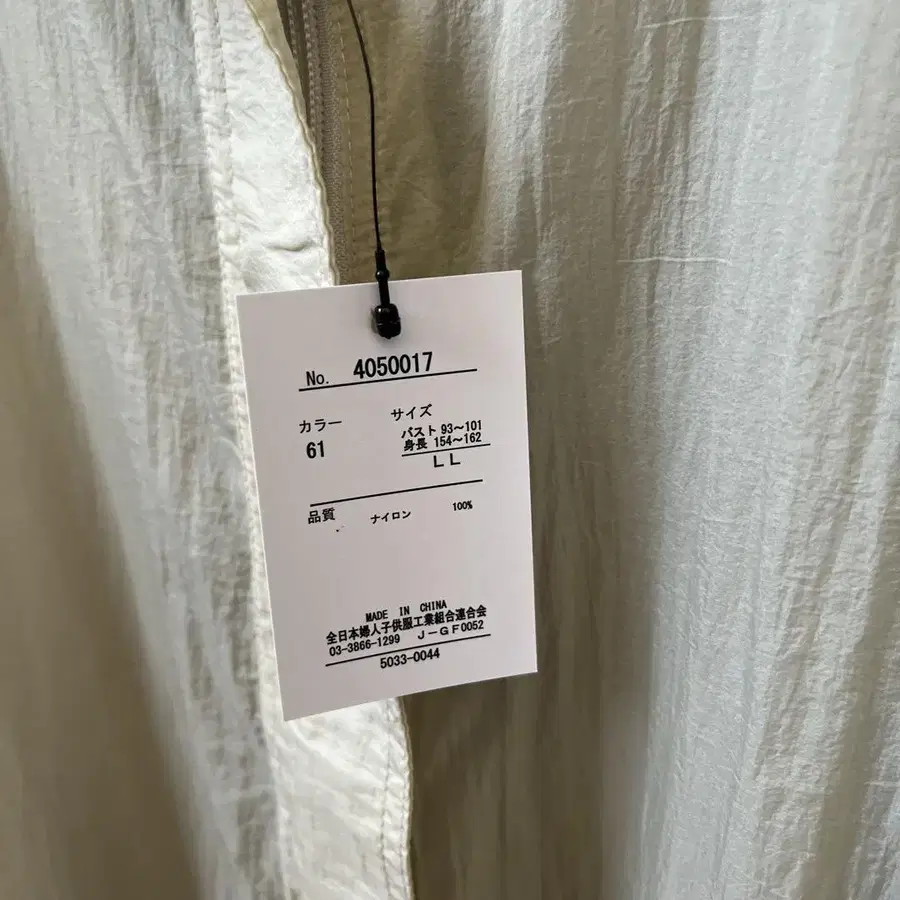 No. 4050017
カラー
61
サイズ
バスト 93〜101
身長 154〜162
LL
品質 ナイロン 100%
MADE IN CHINA
全日本婦人子供服工業組合連合会
03-3866-1299 J-GF0052
5033-0044